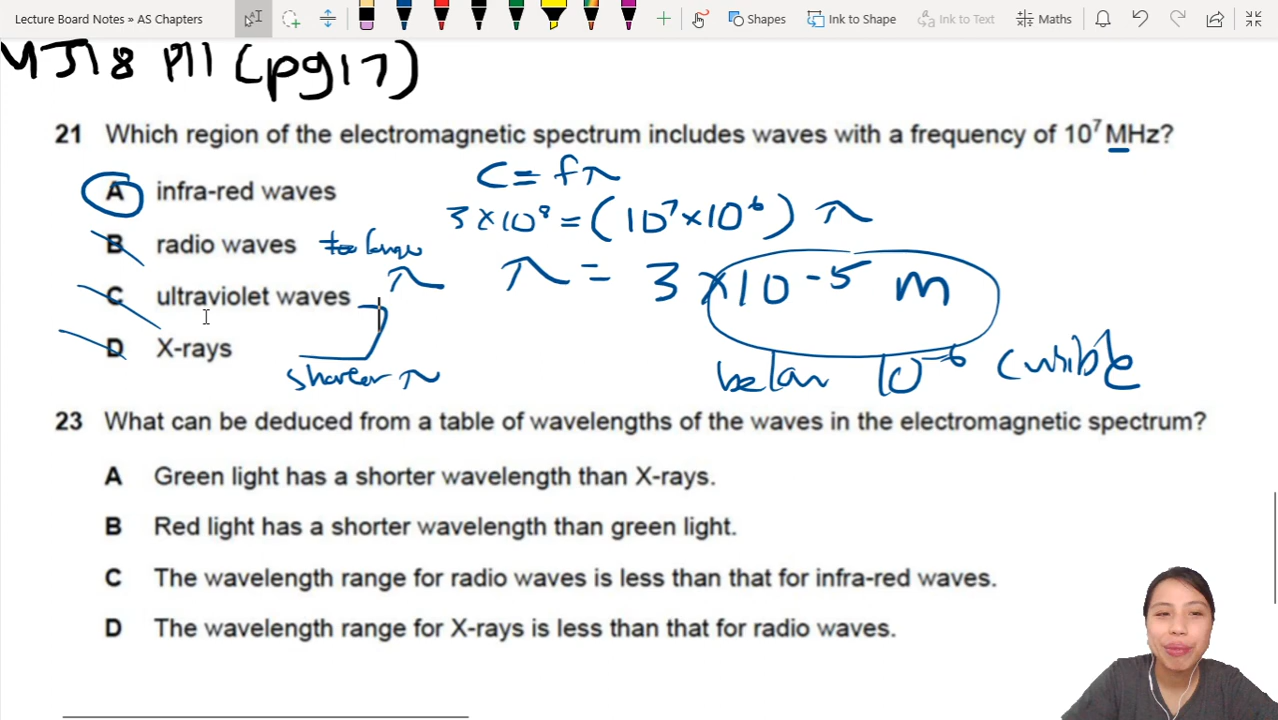 Lecture Board Notes » AS Chapters
Shapes
Ink to Shape
Ink to Text
Maths
MJ18 P11 (pg17)
21 Which region of the electromagnetic spectrum includes waves with a frequency of 10⁷ MHz?
c = fλ
A infra-red waves
3×10⁸ = (10⁷×10⁶) λ
B radio waves too large λ
λ = 3×10⁻⁵ m
C ultraviolet waves
D X-rays
shorter λ
below 10⁻⁶ (visible
23 What can be deduced from a table of wavelengths of the waves in the electromagnetic spectrum?
A Green light has a shorter wavelength than X-rays.
B Red light has a shorter wavelength than green light.
C The wavelength range for radio waves is less than that for infra-red waves.
D The wavelength range for X-rays is less than that for radio waves.